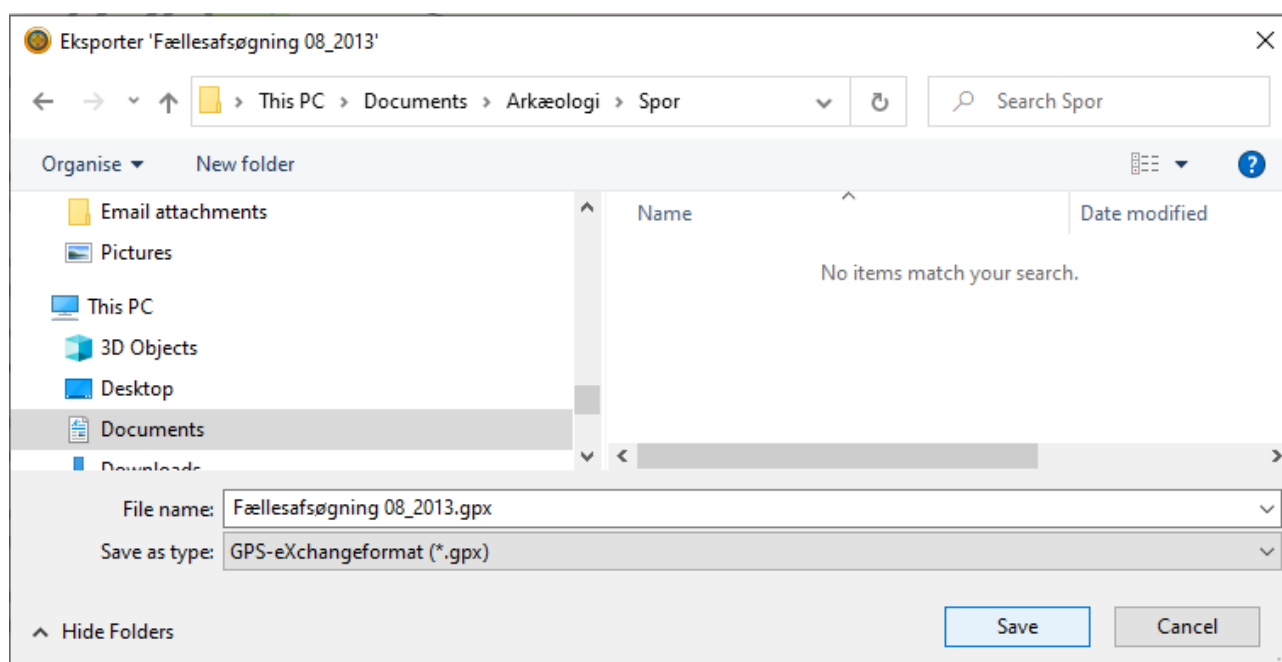 Eksporter 'Fællesafsøgning 08_2013'
This PC > Documents > Arkæologi > Spor
Search Spor
Organise
New folder
?
Email attachments
Pictures
This PC
3D Objects
Desktop
Documents
Downloads
Name
Date modified
No items match your search.
File name: Fællesafsøgning 08_2013.gpx
Save as type: GPS-eXchangeformat (*.gpx)
Hide Folders
Save
Cancel